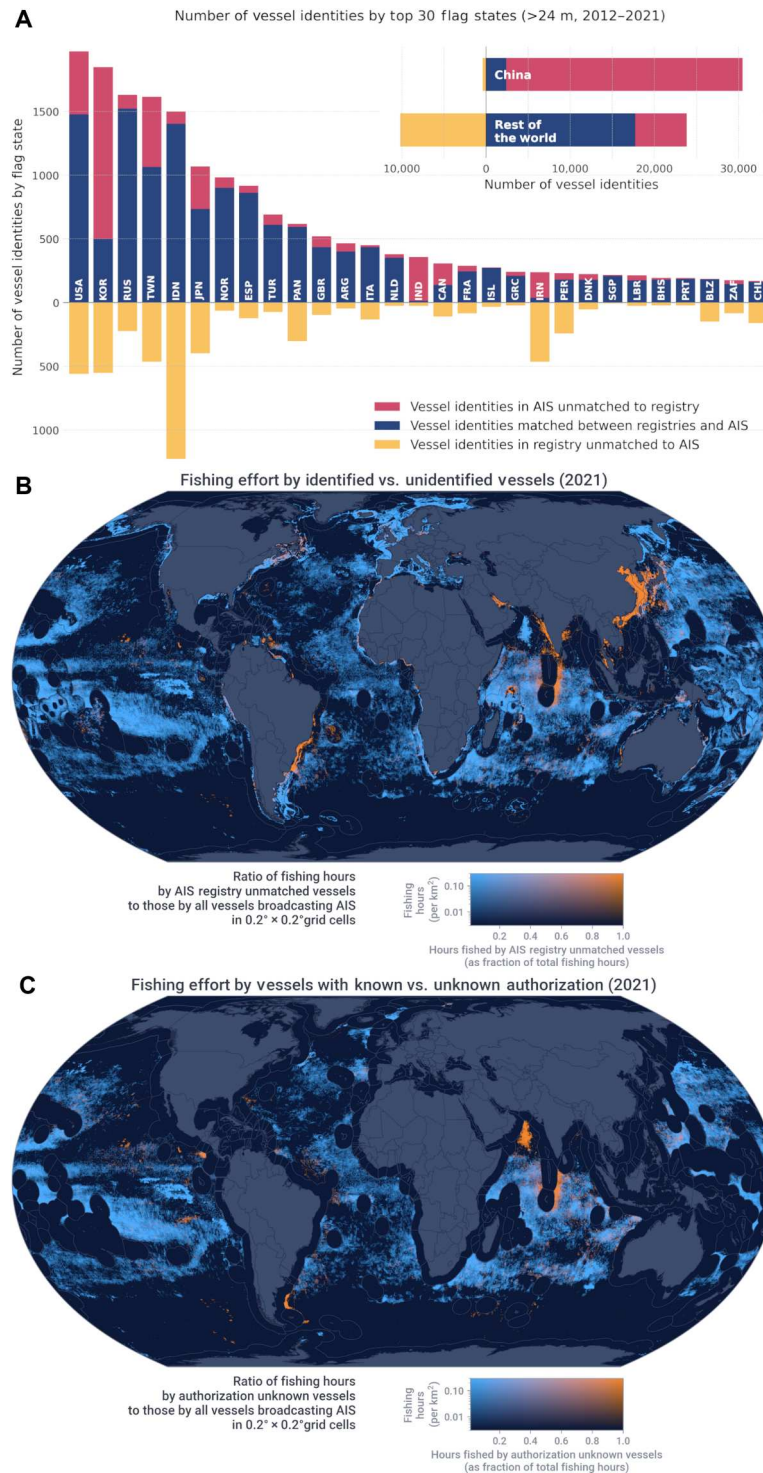 A
Number of vessel identities by top 30 flag states (>24 m, 2012–2021)
Number of vessel identities by flag state
1500
1000
500
0
500
1000
China
Rest of
the world
10,000
0
10,000
20,000
30,000
Number of vessel identities
USA
KOR
RUS
TWN
IDN
JPN
NOR
ESP
TUR
PAN
GBR
ARG
ITA
NLD
IND
CAN
FRA
ISL
GRC
IRN
PER
DNK
SGP
LBR
BHS
PRT
BLZ
ZAF
CHL
Vessel identities in AIS unmatched to registry
Vessel identities matched between registries and AIS
Vessel identities in registry unmatched to AIS
B
Fishing effort by identified vs. unidentified vessels (2021)
Ratio of fishing hours
by AIS registry unmatched vessels
to those by all vessels broadcasting AIS
in 0.2° × 0.2°grid cells
Fishing
hours
(per km²)
0.10
0.01
0.2
0.4
0.6
0.8
1.0
Hours fished by AIS registry unmatched vessels
(as fraction of total fishing hours)
C
Fishing effort by vessels with known vs. unknown authorization (2021)
Ratio of fishing hours
by authorization unknown vessels
to those by all vessels broadcasting AIS
in 0.2° × 0.2°grid cells
Fishing
hours
(per km²)
0.10
0.01
0.2
0.4
0.6
0.8
1.0
Hours fished by authorization unknown vessels
(as fraction of total fishing hours)